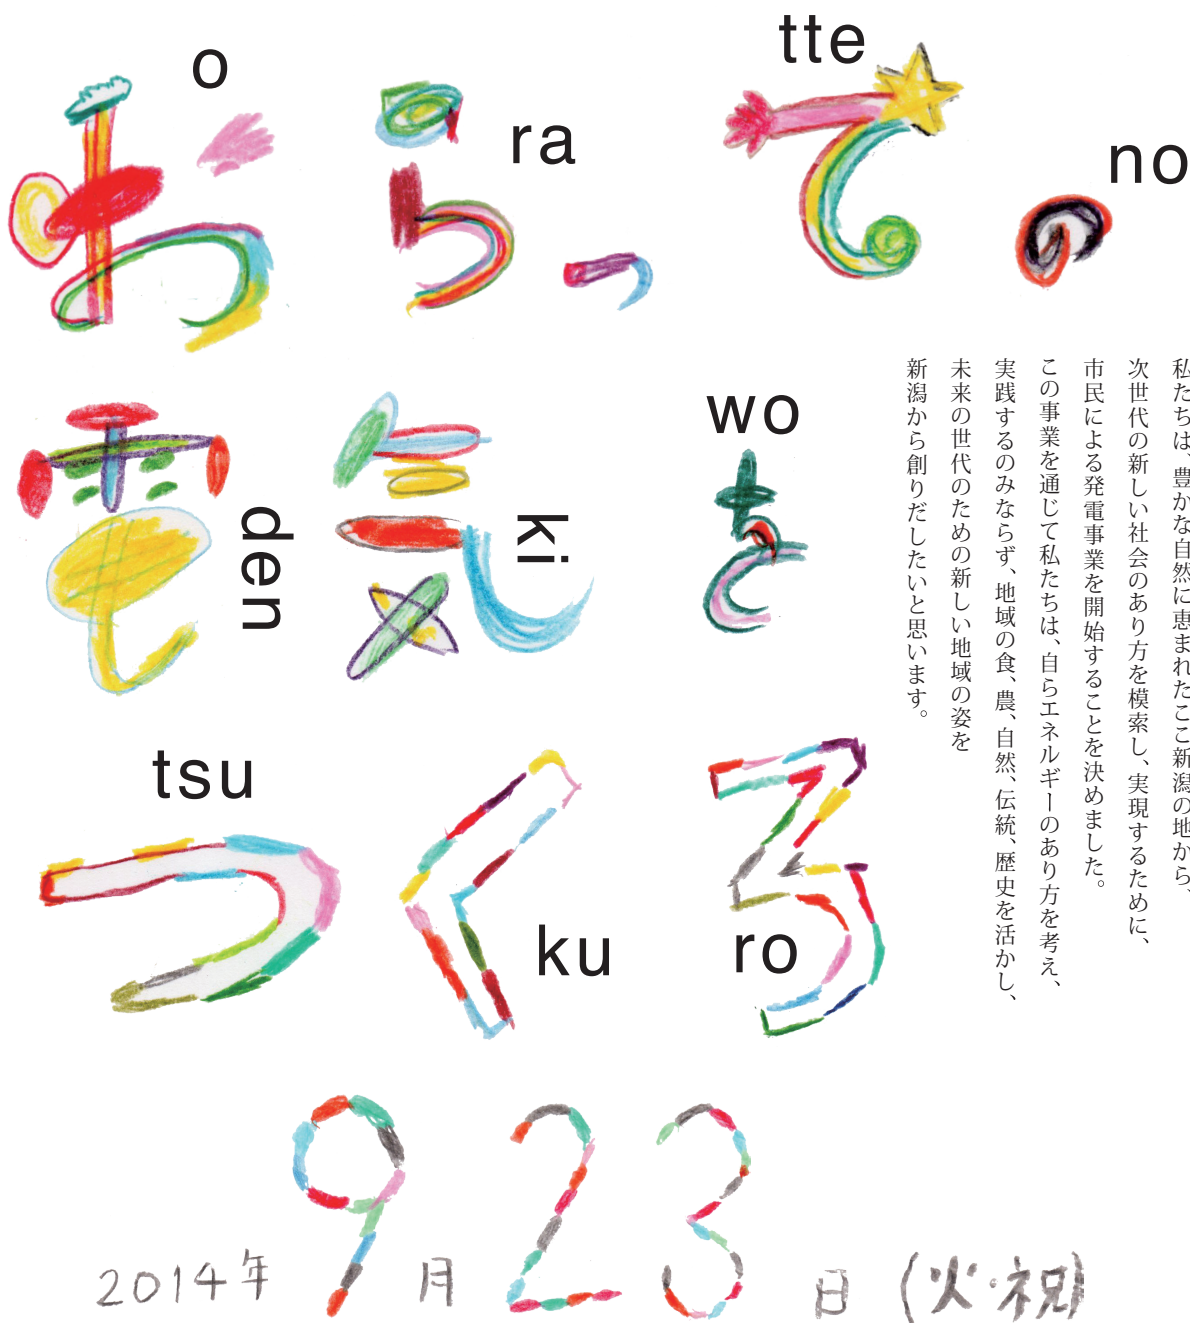 o
ra
tte
no
おらっての
den
ki
wo
電気を
tsu
ku
ro
つくろ
私たちは、豊かな自然に恵まれたここ新潟の地から、
次世代の新しい社会のあり方を模索し、実現するために、
市民による発電事業を開始することを決めました。
この事業を通じて私たちは、自らエネルギーのあり方を考え、
実践するのみならず、地域の食、農、自然、伝統、歴史を活かし、
未来の世代のための新しい地域の姿を
新潟から創りだしたいと思います。
2014年9月23日(火・祝)